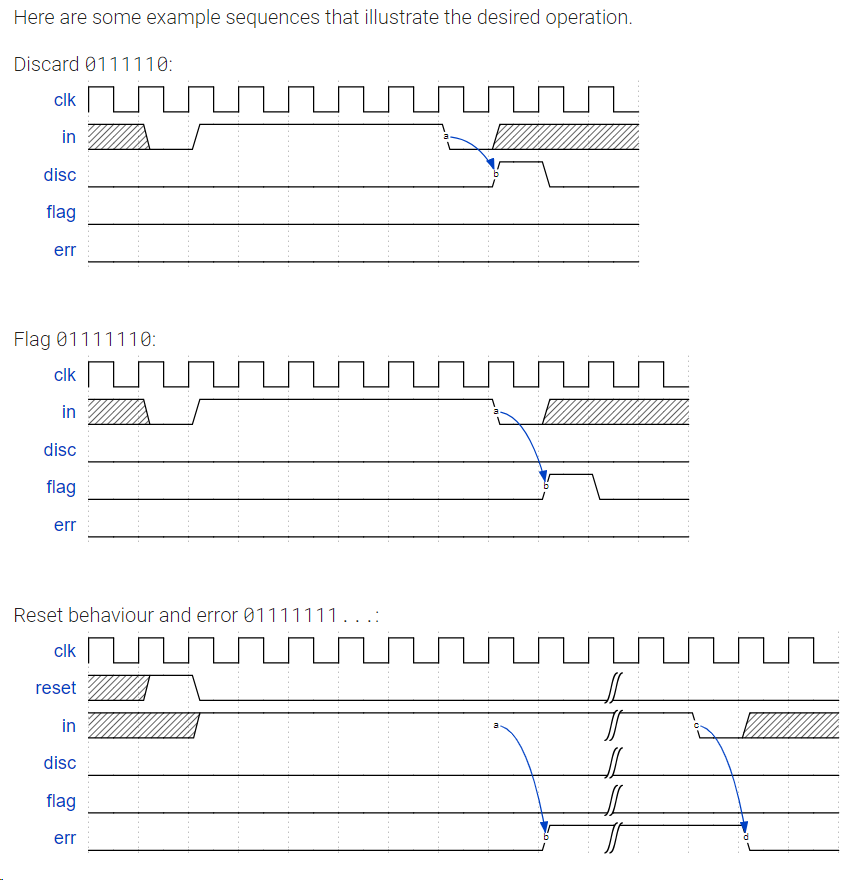 Here are some example sequences that illustrate the desired operation.
Discard 0111110:
clk
in
a
disc
b
flag
err
Flag 01111110:
clk
in
a
disc
flag
b
err
Reset behaviour and error 01111111...:
clk
reset
in
a
c
disc
flag
err
b
d